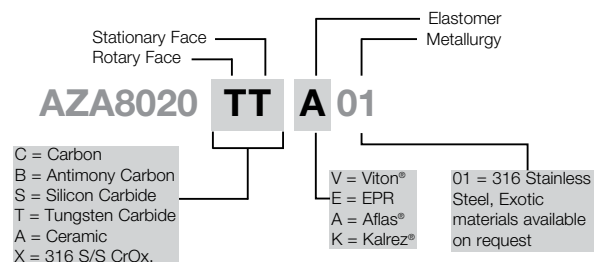 Elastomer
Stationary Face
Metallurgy
Rotary Face
AZA8020 TT A 01
C = Carbon
B = Antimony Carbon
S = Silicon Carbide
T = Tungsten Carbide
A = Ceramic
X = 316 S/S CrOx.
V = Viton®
E = EPR
A = Aflas®
K = Kalrez®
01 = 316 Stainless
Steel, Exotic
materials available
on request